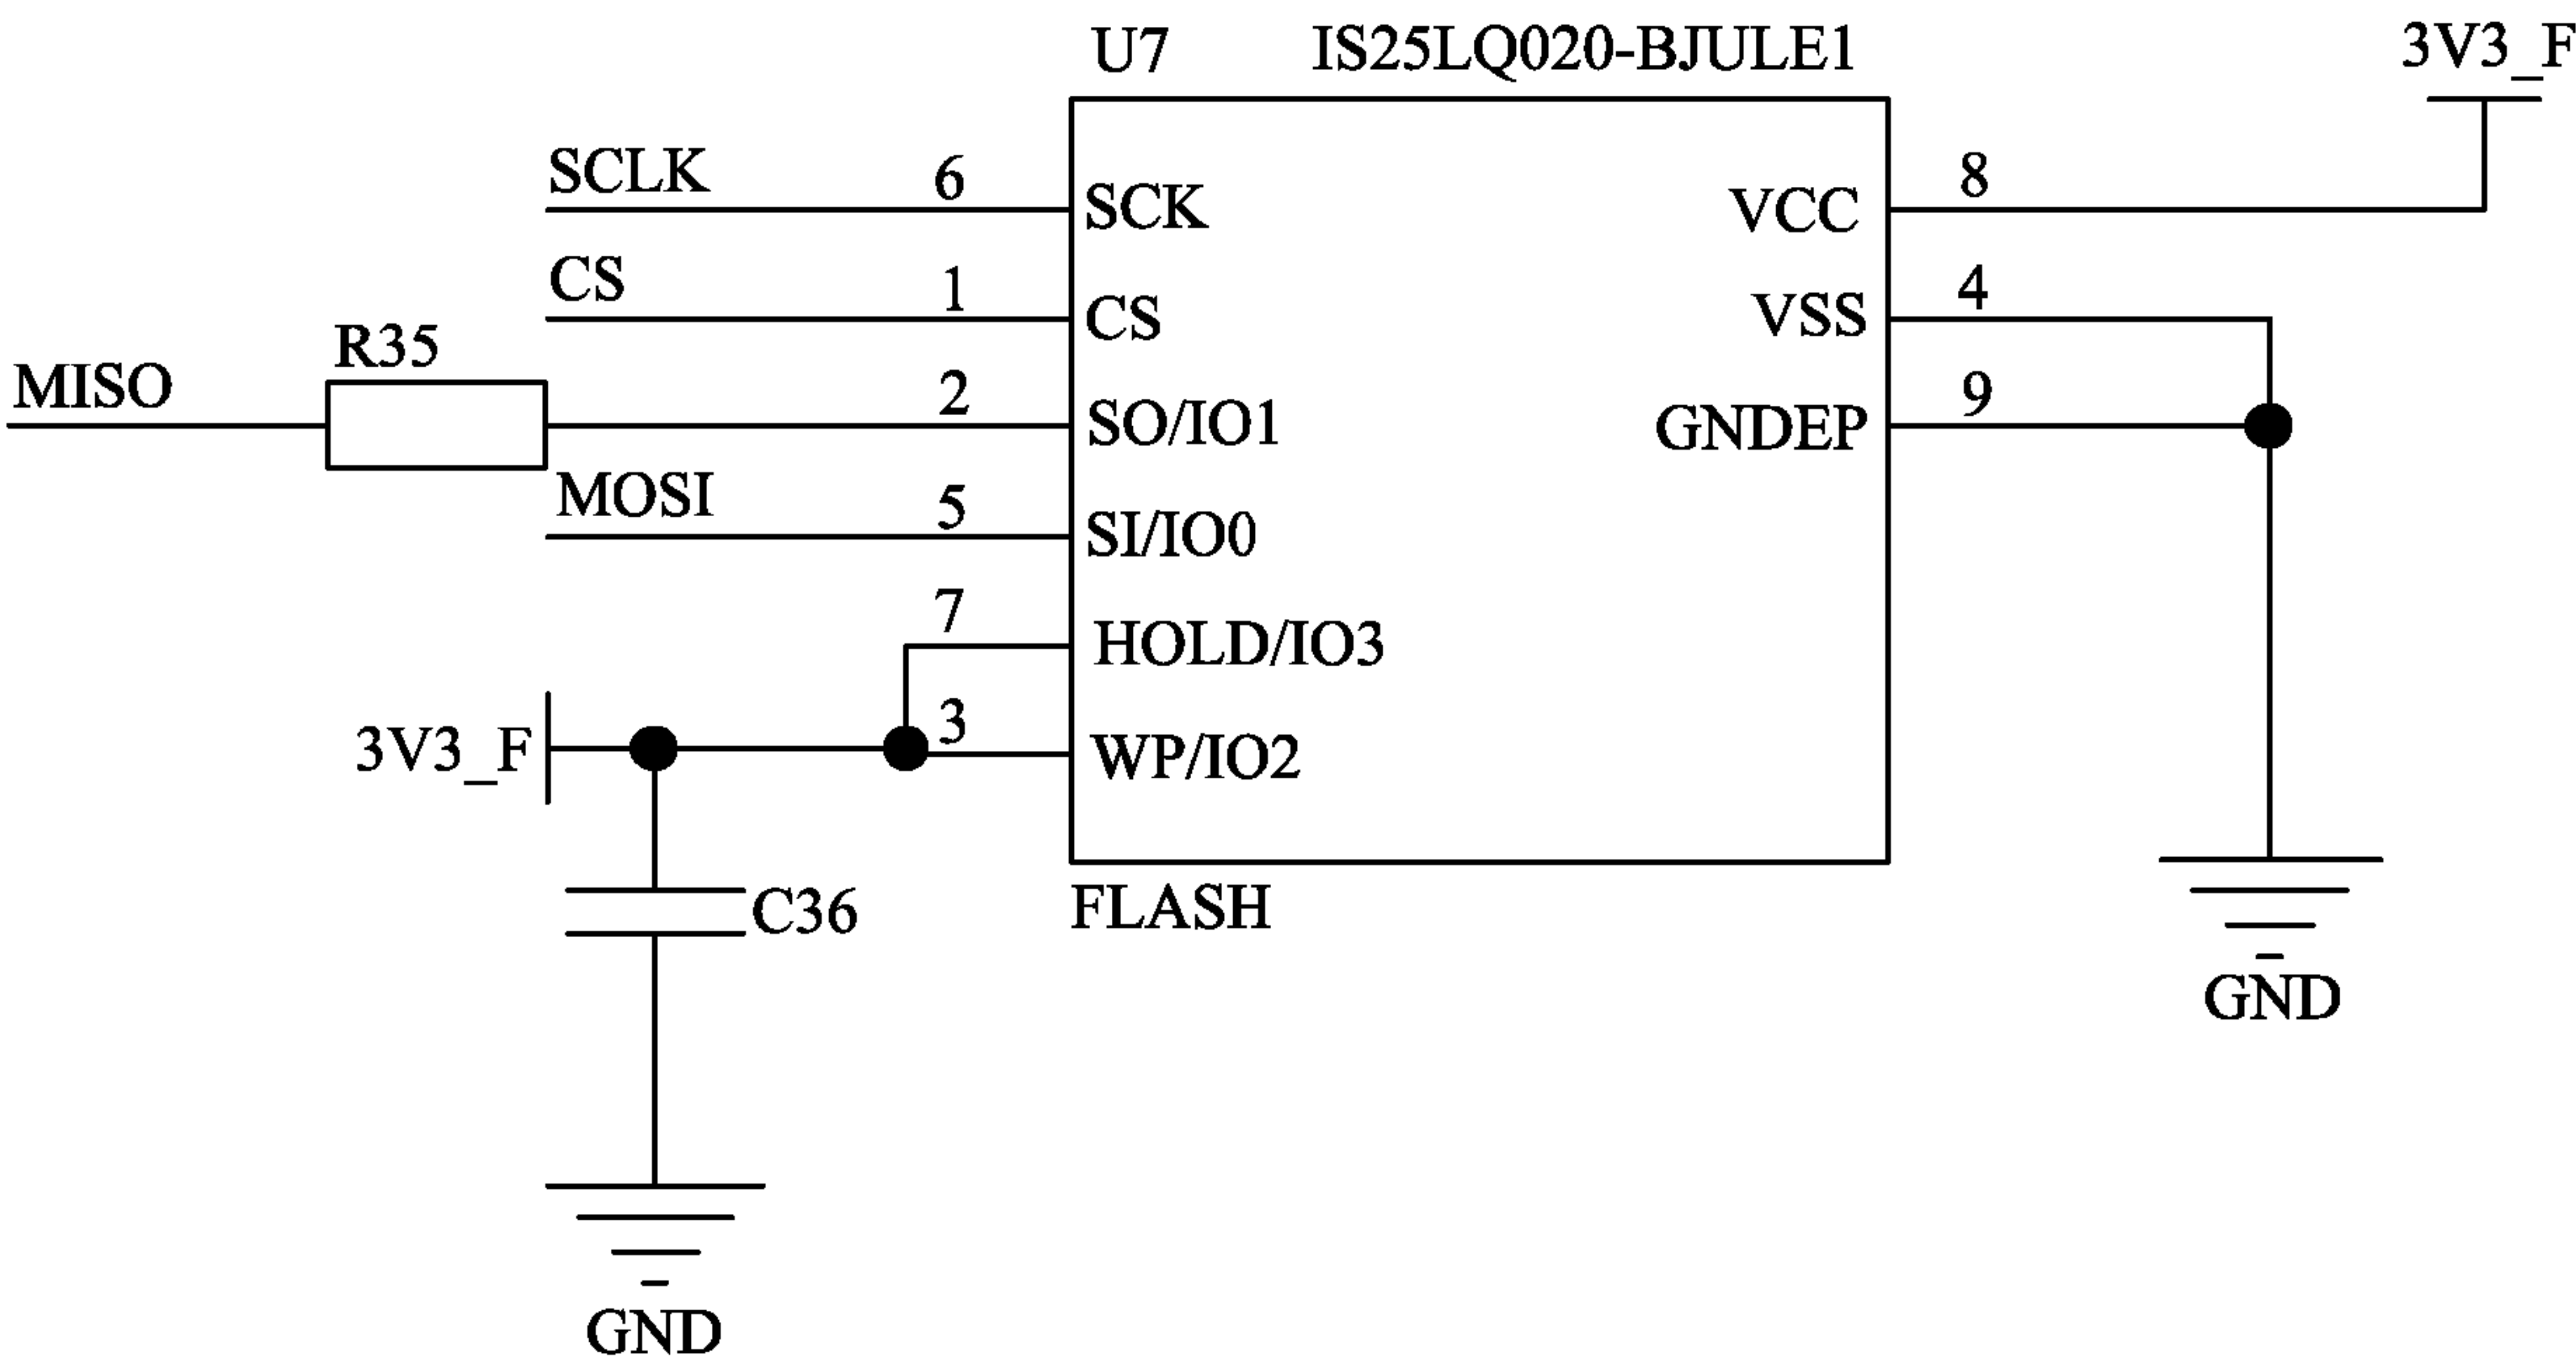 U7 IS25LQ020-BJULE1 3V3_F
SCLK 6 SCK VCC 8
CS 1 CS VSS 4
R35
MISO 2 SO/IO1 GNDEP 9
MOSI 5 SI/IO0
7 HOLD/IO3
3V3_F 3 WP/IO2
C36 FLASH
GND
GND